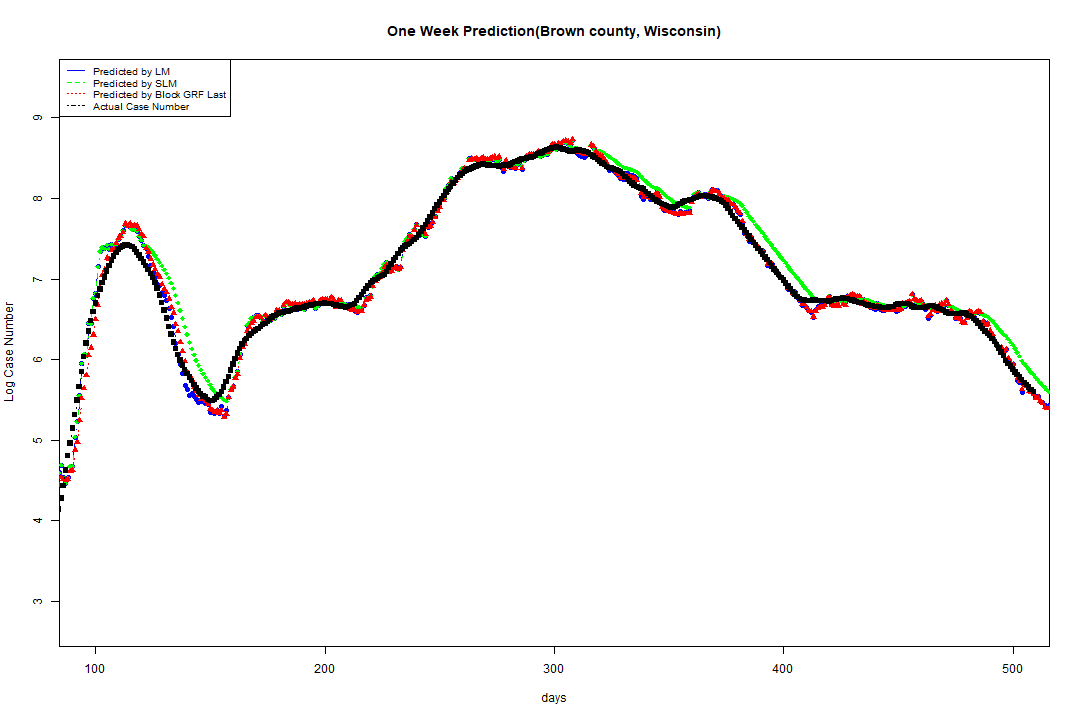 One Week Prediction(Brown county, Wisconsin)
Predicted by LM
Predicted by SLM
Predicted by Block GRF Last
Actual Case Number
9
8
7
6
5
4
3
Log Case Number
100 200 300 400 500
days